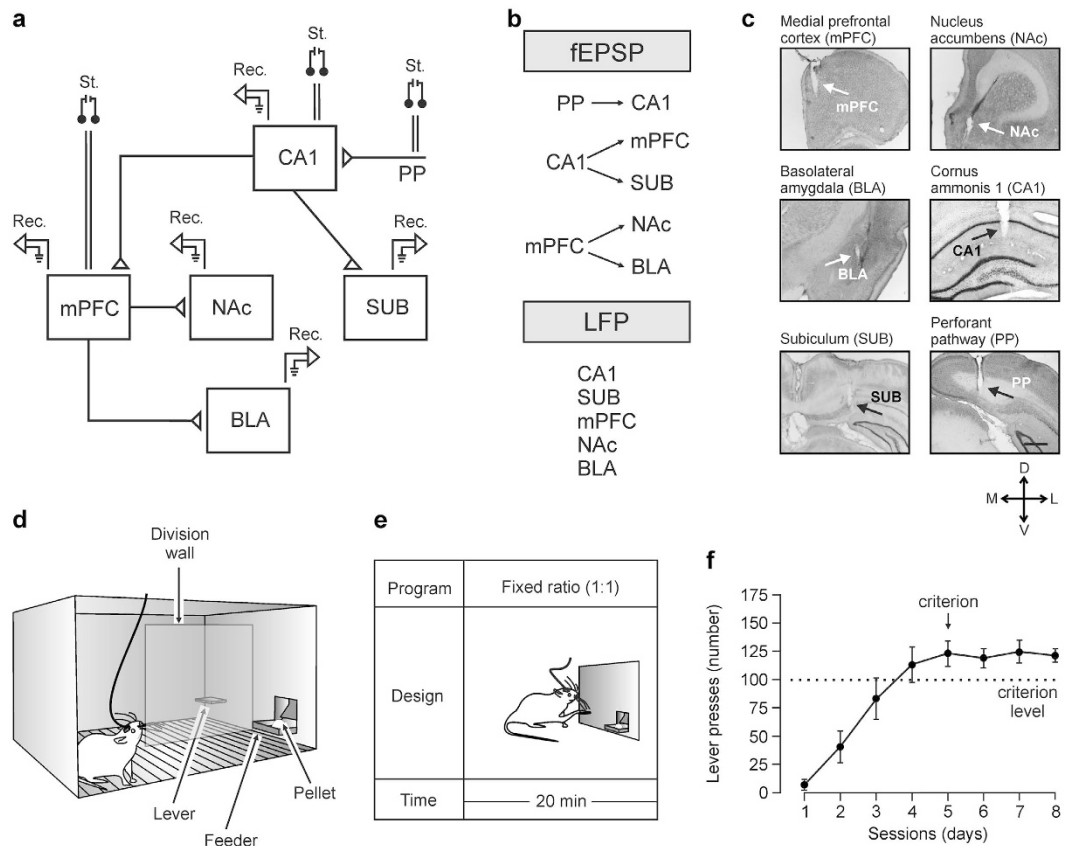 a
St.
St.
St.
Rec.
CA1
PP
Rec.
Rec.
Rec.
mPFC
NAc
SUB
Rec.
BLA
b
fEPSP
PP CA1
mPFC
CA1
SUB
NAc
mPFC
BLA
LFP
CA1
SUB
mPFC
NAc
BLA
c
Medial prefrontal
cortex (mPFC)
mPFC
Nucleus
accumbens (NAc)
NAc
Basolateral
amygdala (BLA)
BLA
Cornus
ammonis 1 (CA1)
CA1
Subiculum (SUB)
SUB
Perforant
pathway (PP)
PP
D
M L
V
d
Division
wall
Lever
Feeder
Pellet
e
Program Fixed ratio (1:1)
Design
Time 20 min
f
Lever presses (number)
175
150
125
100
75
50
25
0
criterion
criterion
level
1 2 3 4 5 6 7 8
Sessions (days)